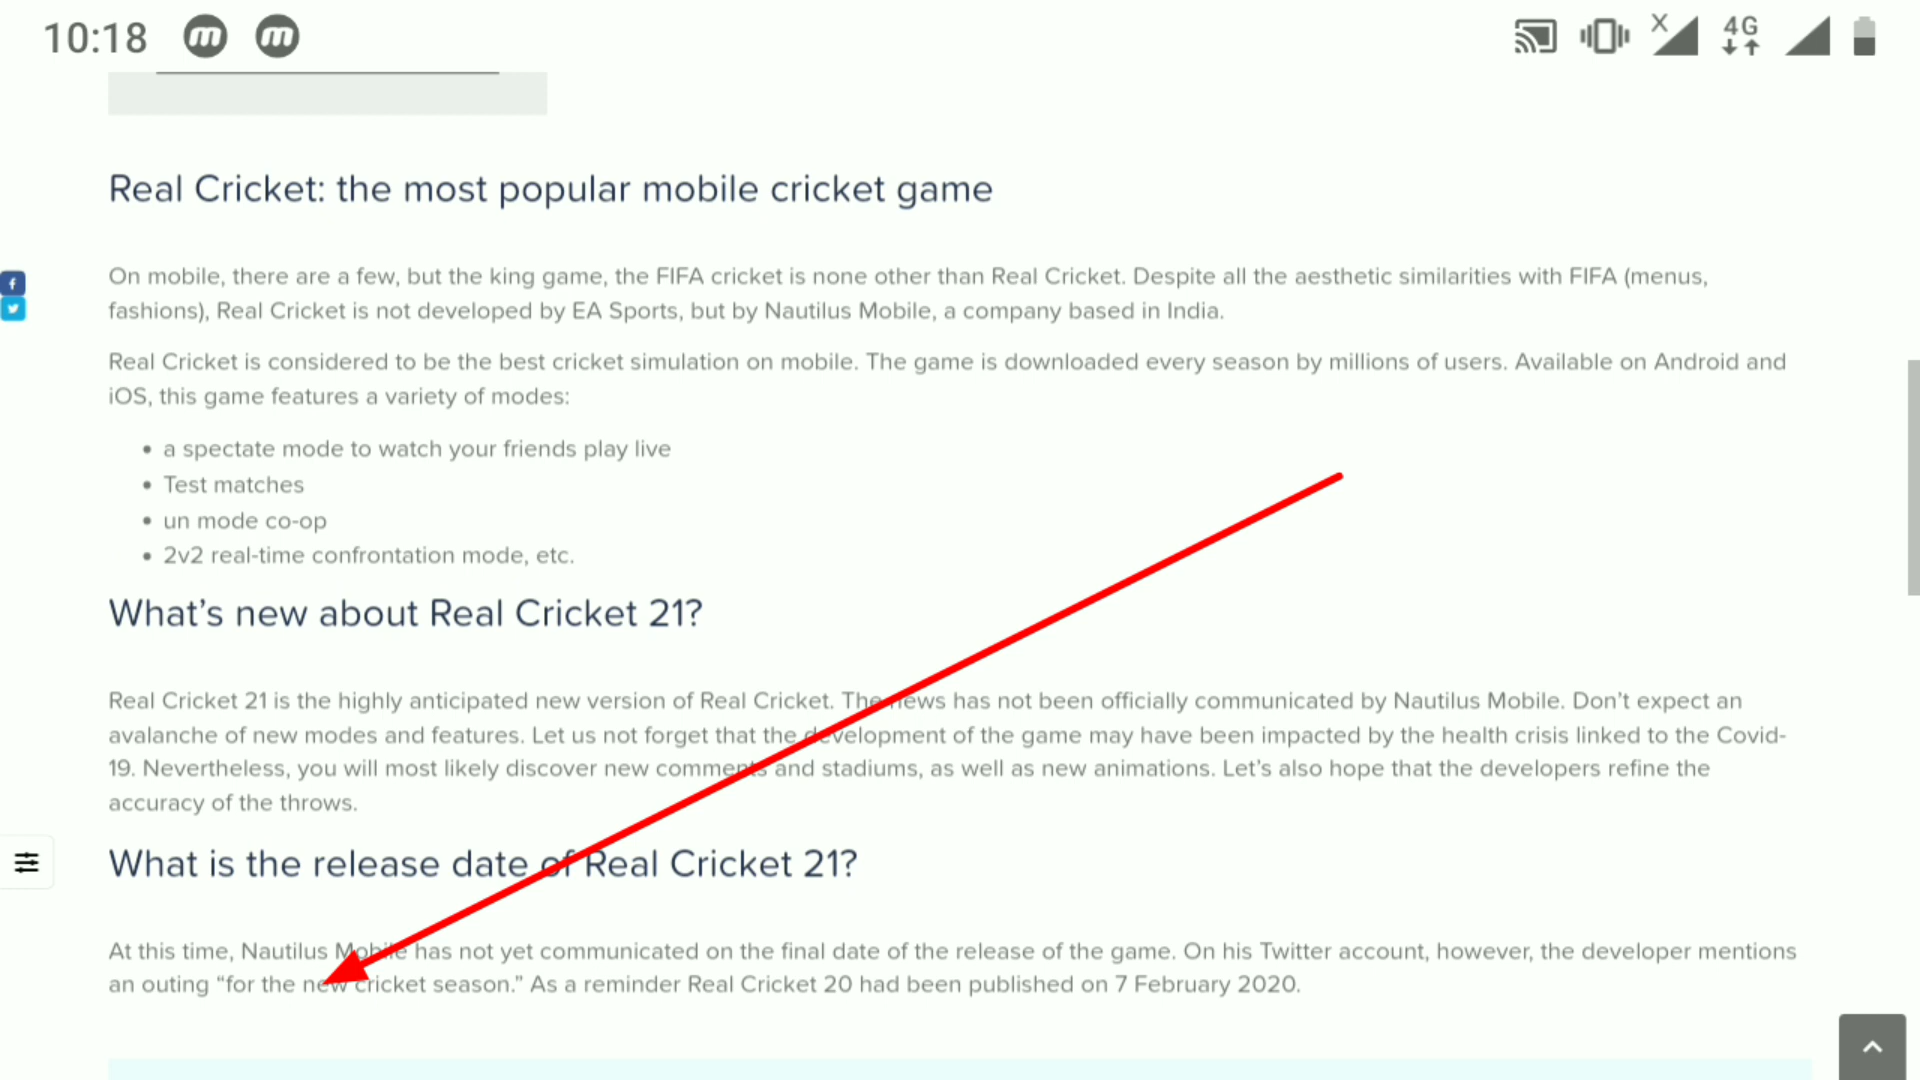 10:18
4G
Real Cricket: the most popular mobile cricket game
On mobile, there are a few, but the king game, the FIFA cricket is none other than Real Cricket. Despite all the aesthetic similarities with FIFA (menus,
fashions), Real Cricket is not developed by EA Sports, but by Nautilus Mobile, a company based in India.
Real Cricket is considered to be the best cricket simulation on mobile. The game is downloaded every season by millions of users. Available on Android and
iOS, this game features a variety of modes:
• a spectate mode to watch your friends play live
• Test matches
• un mode co-op
• 2v2 real-time confrontation mode, etc.
What's new about Real Cricket 21?
Real Cricket 21 is the highly anticipated new version of Real Cricket. The news has not been officially communicated by Nautilus Mobile. Don't expect an
avalanche of new modes and features. Let us not forget that the development of the game may have been impacted by the health crisis linked to the Covid-
19. Nevertheless, you will most likely discover new comments and stadiums, as well as new animations. Let's also hope that the developers refine the
accuracy of the throws.
What is the release date of Real Cricket 21?
At this time, Nautilus Mobile has not yet communicated on the final date of the release of the game. On his Twitter account, however, the developer mentions
an outing “for the new cricket season.” As a reminder Real Cricket 20 had been published on 7 February 2020.